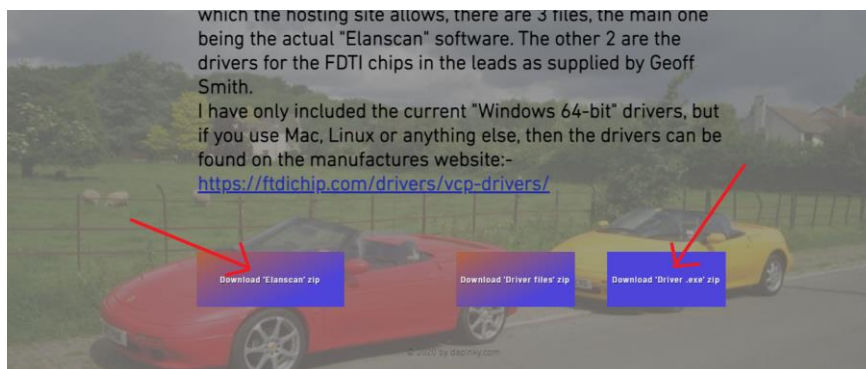 which the hosting site allows, there are 3 files, the main one
being the actual "Elanscan" software. The other 2 are the
drivers for the FDTI chips in the leads as supplied by Geoff
Smith.
I have only included the current "Windows 64-bit" drivers, but
if you use Mac, Linux or anything else, then the drivers can be
found on the manufactures website:-
https://ftdichip.com/drivers/vcp-drivers/
Download 'Elanscan' zip
Download 'Driver files' zip
Download 'Driver .exe' zip
© 2020 by dapinky.com